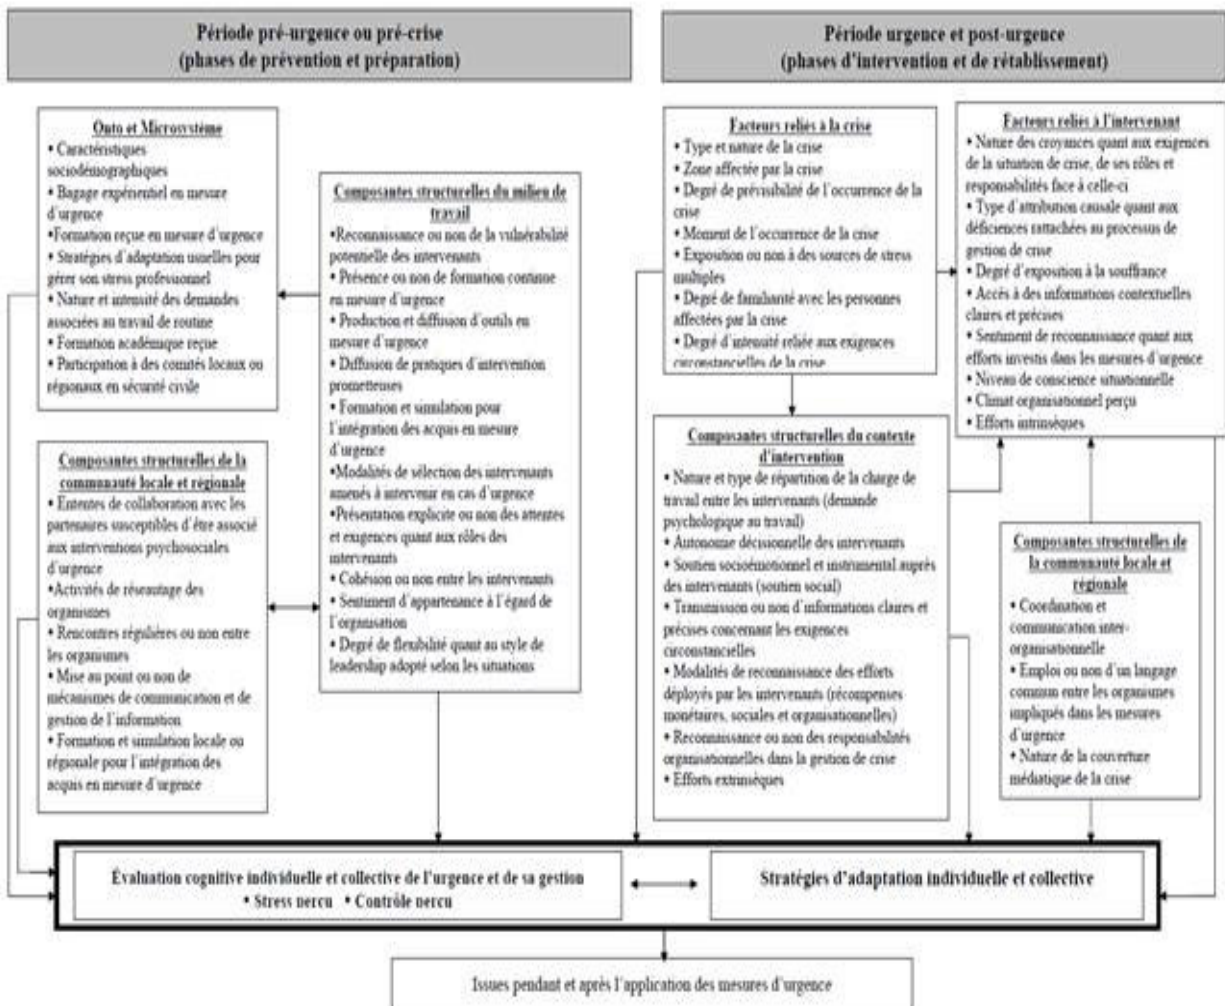 Période pré-urgence ou pré-crise
(phases de prévention et préparation)
Onto et Microsystème
• Caractéristiques
sociodémographiques
• Bagage expérientiel en mesure
d'urgence
•Formation reçue en mesure d'urgence
• Stratégies d'adaptation usuelles pour
gérer son stress professionnel
• Nature et intensité des demandes
associées au travail de routine
• Formation académique reçue
• Participation à des comités locaux ou
régionaux en sécurité civile
Composantes structurelles de la
communauté locale et régionale
• Ententes de collaboration avec les
partenaires susceptibles d'être associé
aux interventions psychosociales
d'urgence
•Activités de réseautage des
organismes
• Rencontres régulières ou non entre
les organismes
• Mise au point ou non de
mécanismes de communication et de
gestion de l'information
• Formation et simulation locale ou
régionale pour l'intégration des
acquis en mesure d'urgence
Composantes structurelles du milieu de
travail
•Reconnaissance ou non de la vulnérabilité
potentielle des intervenants
• Présence ou non de formation continue
en mesure d'urgence
• Production et diffusion d'outils en
mesure d'urgence
• Diffusion de pratiques d'intervention
prometteuses
• Formation et simulation pour
l'intégration des acquis en mesure
d'urgence
•Modalités de sélection des intervenants
amenés à intervenir en cas d'urgence
•Présentation explicite ou non des attentes
et exigences quant aux rôles des
intervenants
• Cohésion ou non entre les intervenants
• Sentiment d'appartenance à l'égard de
l'organisation
• Degré de flexibilité quant au style de
leadership adopté selon les situations
Période urgence et post-urgence
(phases d'intervention et de rétablissement)
Facteurs reliés à la crise
• Type et nature de la crise
• Zone affectée par la crise
• Degré de prévisibilité de l'occurrence de la
crise
• Moment de l'occurrence de la crise
• Exposition ou non à des sources de stress
multiples
• Degré de familiarité avec les personnes
affectées par la crise
• Degré d'intensité reliée aux exigences
circonstancielles de la crise
Facteurs reliés à l'intervenant
• Nature des croyances quant aux exigences
de la situation de crise, de ses rôles et
responsabilités face à celle-ci
• Type d'attribution causale quant aux
déficiences rattachées au processus de
gestion de crise
• Degré d'exposition à la souffrance
• Accès à des informations contextuelles
claires et précises
• Sentiment de reconnaissance quant aux
efforts investis dans les mesures d'urgence
• Niveau de conscience situationnelle
• Climat organisationnel perçu
• Efforts intrinsèques
Composantes structurelles du contexte
d'intervention
• Nature et type de répartition de la charge de
travail entre les intervenants (demande
psychologique au travail)
• Autonomie décisionnelle des intervenants
• Soutien socioémotionnel et instrumental auprès
des intervenants (soutien social)
• Transmission ou non d'informations claires et
précises concernant les exigences
circonstancielles
• Modalités de reconnaissance des efforts
déployés par les intervenants (récompenses
monétaires, sociales et organisationnelles)
• Reconnaissance ou non des responsabilités
organisationnelles dans la gestion de crise
• Efforts extrinsèques
Composantes structurelles de
la communauté locale et
régionale
• Coordination et
communication inter-
organisationnelle
• Emploi ou non d'un langage
commun entre les organismes
impliqués dans les mesures
d'urgence
• Nature de la couverture
médiatique de la crise
Évaluation cognitive individuelle et collective de l'urgence et de sa gestion
• Stress perçu • Contrôle perçu
Stratégies d'adaptation individuelle et collective
Issues pendant et après l'application des mesures d'urgence